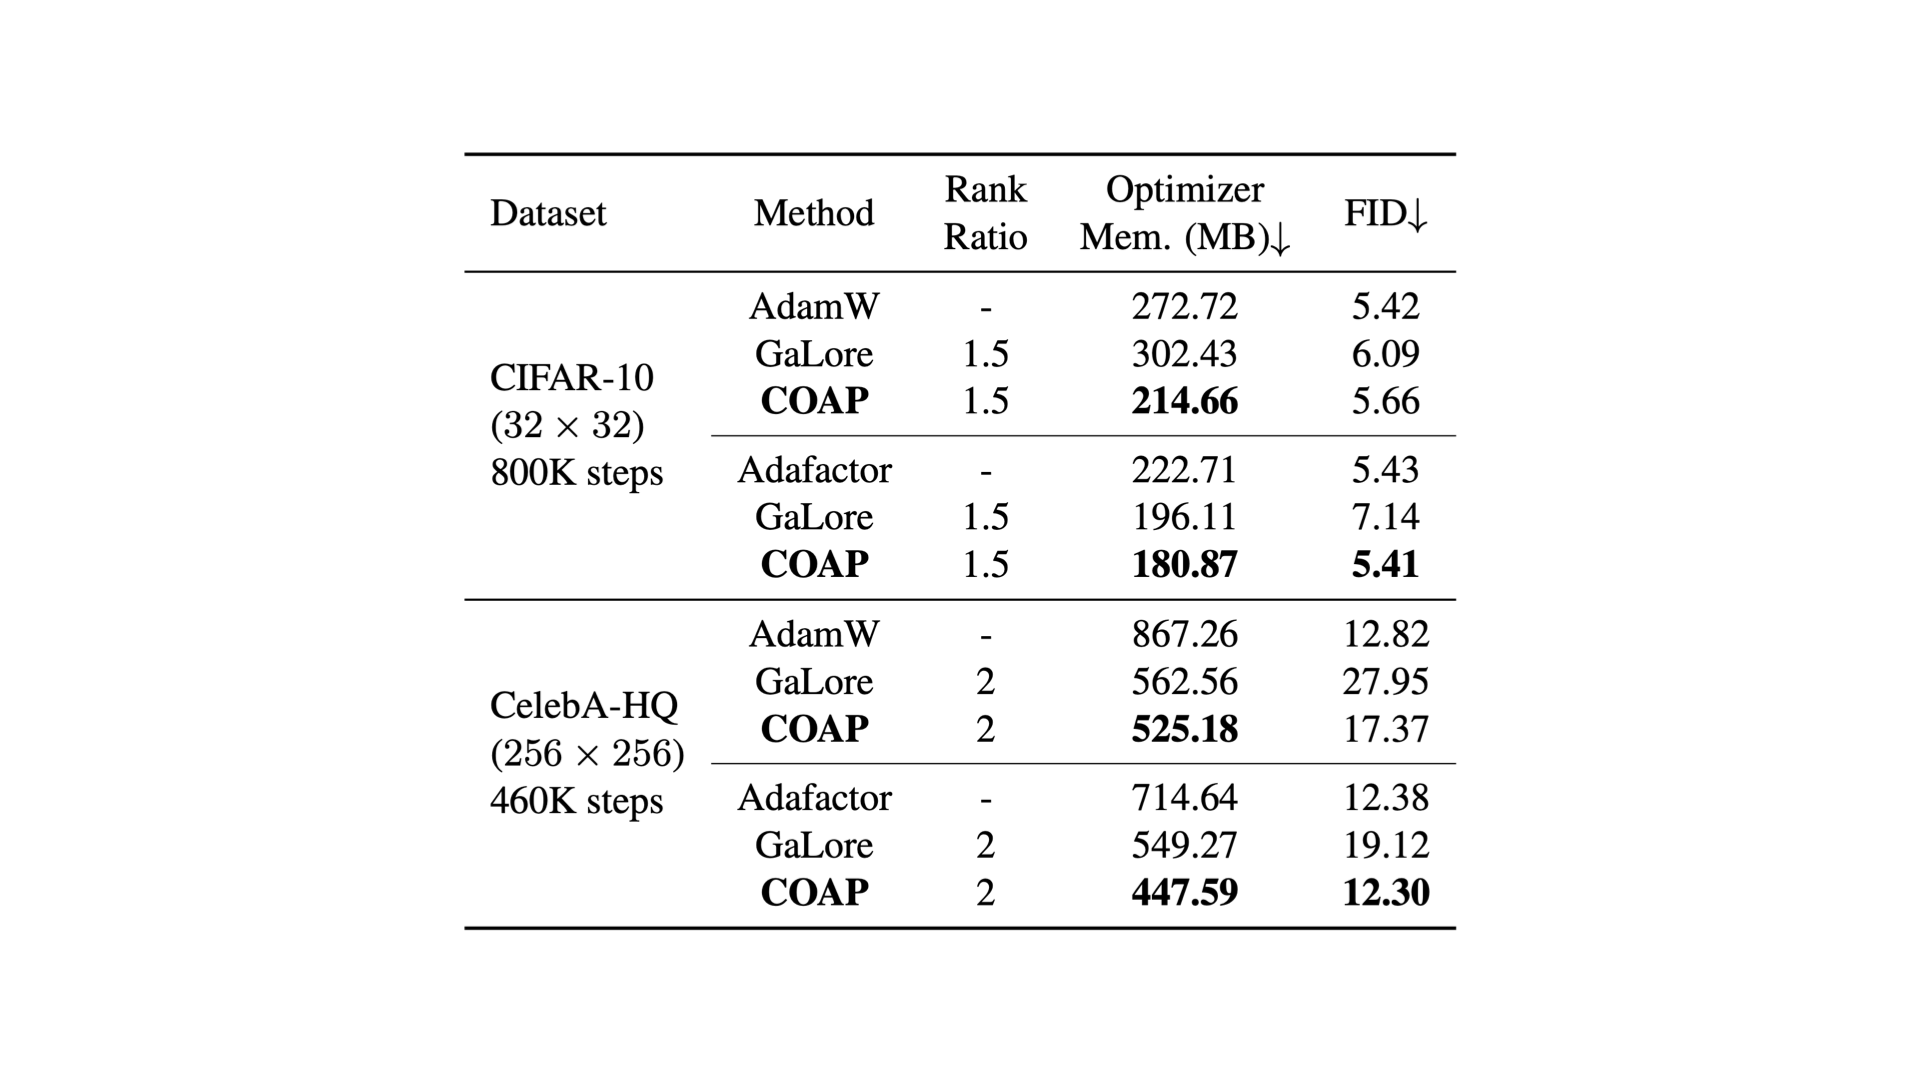 Dataset Method Rank Ratio Optimizer Mem. (MB)↓ FID↓
CIFAR-10 (32 × 32) 800K steps
AdamW - 272.72 5.42
GaLore 1.5 302.43 6.09
COAP 1.5 214.66 5.66
Adafactor - 222.71 5.43
GaLore 1.5 196.11 7.14
COAP 1.5 180.87 5.41
CelebA-HQ (256 × 256) 460K steps
AdamW - 867.26 12.82
GaLore 2 562.56 27.95
COAP 2 525.18 17.37
Adafactor - 714.64 12.38
GaLore 2 549.27 19.12
COAP 2 447.59 12.30